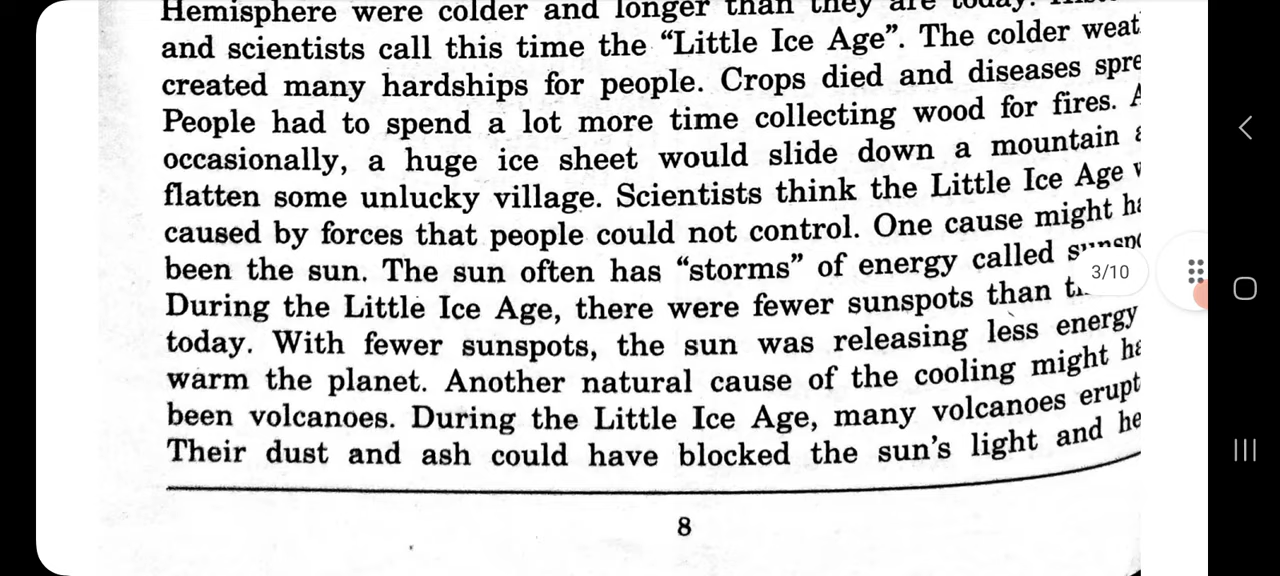 Hemisphere were colder and longer than they are today.
and scientists call this time the “Little Ice Age”. The colder
created many hardships for people. Crops died and diseases
People had to spend a lot more time collecting wood for fires.
occasionally, a huge ice sheet would slide down a mountain
flatten some unlucky village. Scientists think the Little Ice Age
caused by forces that people could not control. One cause might
been the sun. The sun often has “storms” of energy called
3/10
During the Little Ice Age, there were fewer sunspots than
today. With fewer sunspots, the sun was releasing less energy
warm the planet. Another natural cause of the cooling might
been volcanoes. During the Little Ice Age, many volcanoes
Their dust and ash could have blocked the sun’s light and
8